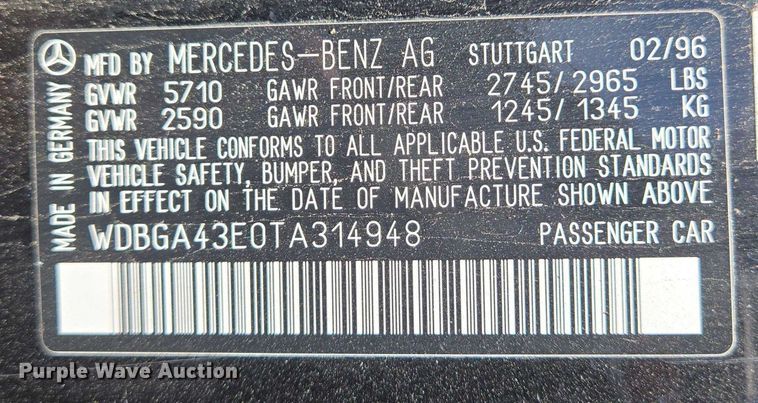 MFD BY MERCEDES-BENZ AG STUTTGART 02/96
GVWR 5710 GAWR FRONT/REAR 2745/2965 LBS
GVWR 2590 GAWR FRONT/REAR 1245/1345 KG
THIS VEHICLE CONFORMS TO ALL APPLICABLE U.S. FEDERAL MOTOR
VEHICLE SAFETY, BUMPER, AND THEFT PREVENTION STANDARDS
IN EFFECT ON THE DATE OF MANUFACTURE SHOWN ABOVE
WDBGA43E0TA314948 PASSENGER CAR
MADE IN GERMANY
Purple Wave Auction